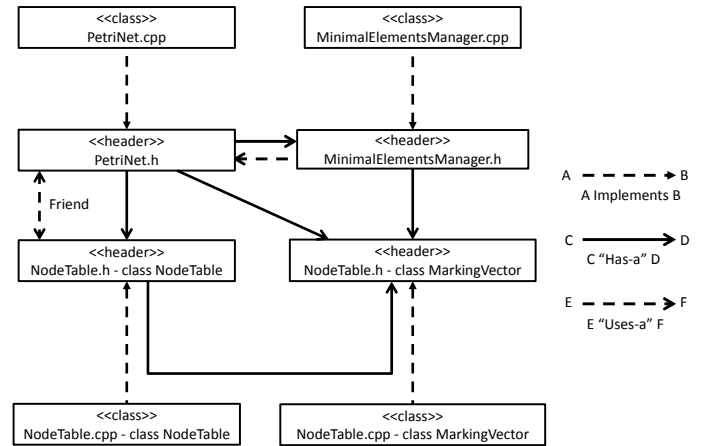 <<class>>
PetriNet.cpp
<<class>>
MinimalElementsManager.cpp
<<header>>
PetriNet.h
<<header>>
MinimalElementsManager.h
Friend
<<header>>
NodeTable.h - class NodeTable
<<header>>
NodeTable.h - class MarkingVector
<<class>>
NodeTable.cpp - class NodeTable
<<class>>
NodeTable.cpp - class MarkingVector
A B
A Implements B
C D
C “Has-a” D
E F
E “Uses-a” F